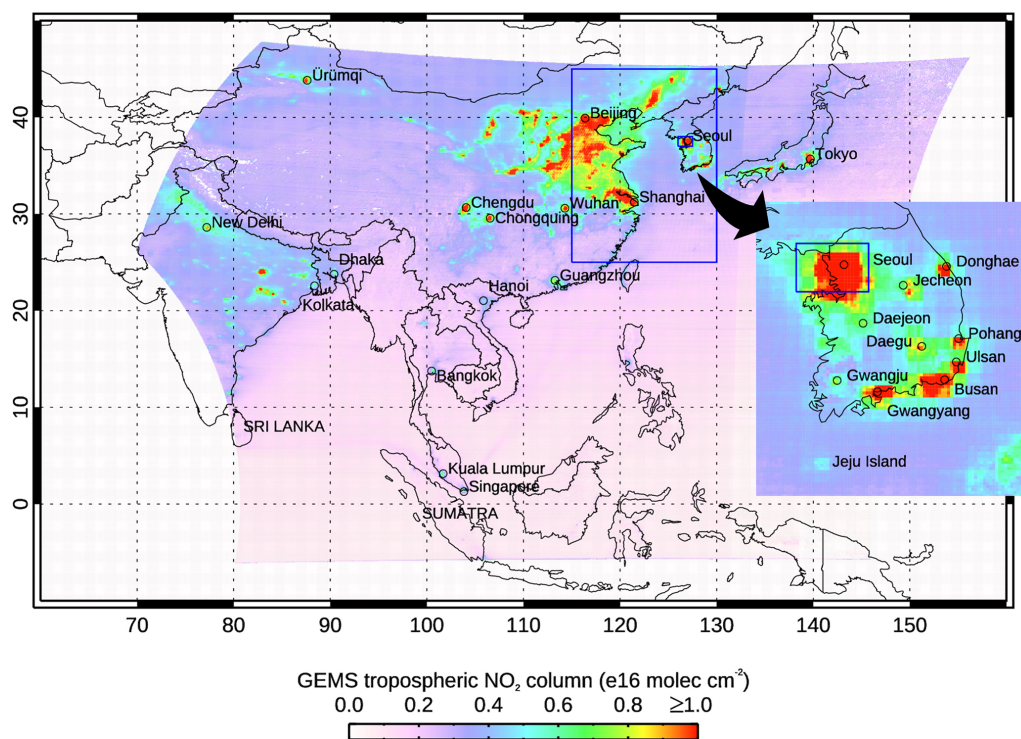 Ürümqi
40
Beijing
Seoul
Tokyo
30
Chengdu
Wuhan
Shanghai
Chongquing
New Delhi
Dhaka
Guangzhou
Hanoi
Kolkata
20
Bangkok
10
SRI LANKA
Kuala Lumpur
Singapore
SUMATRA
0
Seoul
Donghae
Jecheon
Daejeon
Pohang
Daegu
Ulsan
Gwangju
Busan
Gwangyang
Jeju Island
70 80 90 100 110 120 130 140 150
GEMS tropospheric NO₂ column (e16 molec cm⁻²)
0.0 0.2 0.4 0.6 0.8 ≥1.0